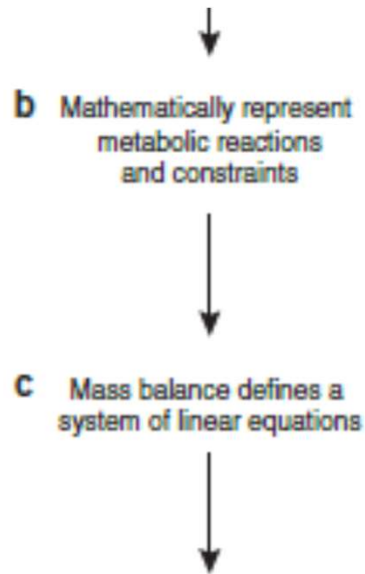 b Mathematically represent
metabolic reactions
and constraints
c Mass balance defines a
system of linear equations